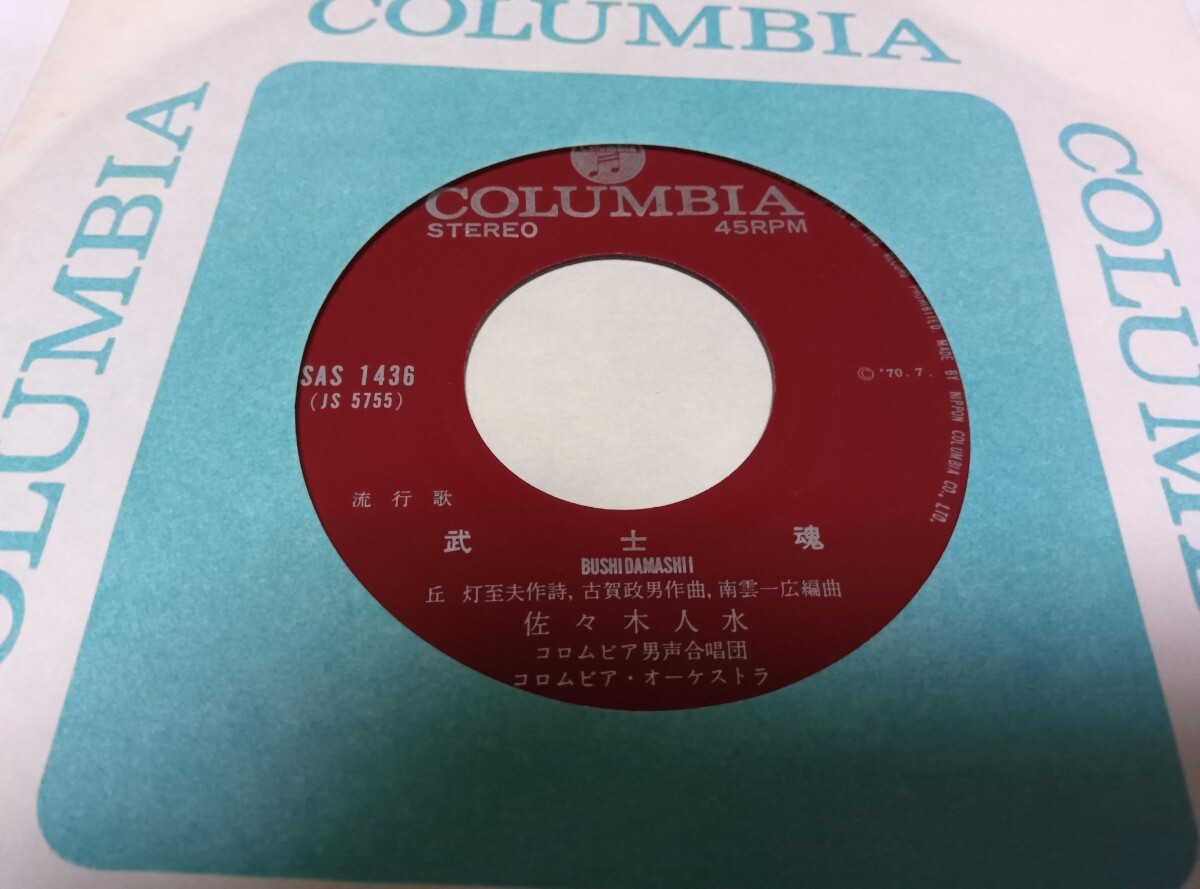 COLUMBIA
COLUMBIA
COLUMBIA
COLUMBIA
STEREO 45RPM
SAS 1436
(JS 5755)
Ⓒ '70.7.
PROHIBITED. MADE BY NIPPON COLUMBIA CO., LTD.
流行歌
武士魂
BUSHIDAMASHII
丘 灯至夫作詩, 古賀政男作曲, 南雲一広編曲
佐々木人水
コロムビア男声合唱団
コロムビア・オーケストラ